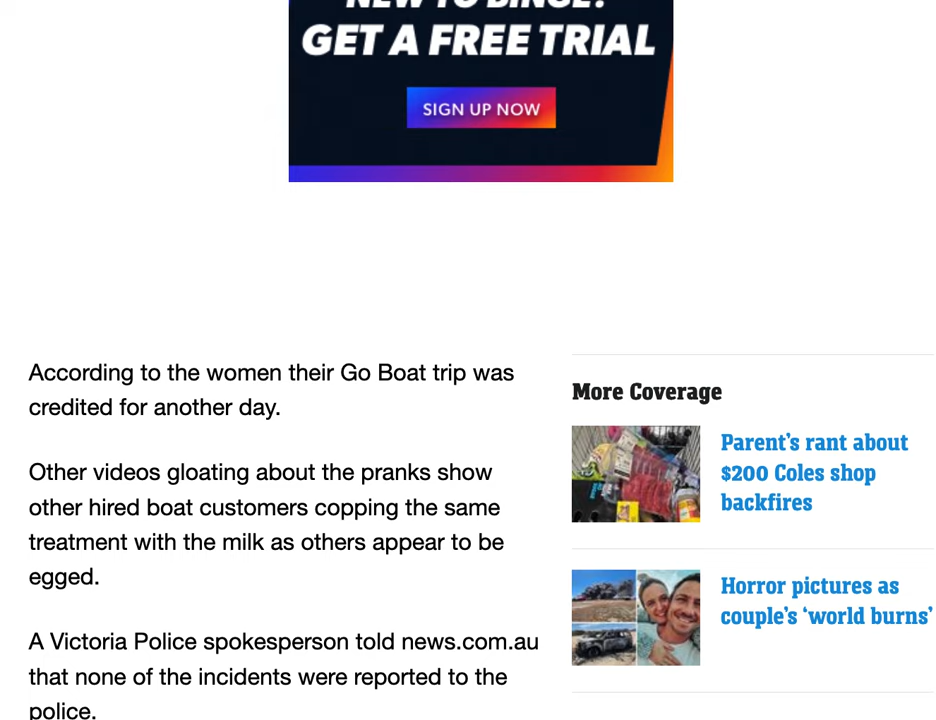 NEW TO BINGE?
GET A FREE TRIAL
SIGN UP NOW
According to the women their Go Boat trip was
credited for another day.
Other videos gloating about the pranks show
other hired boat customers copping the same
treatment with the milk as others appear to be
egged.
A Victoria Police spokesperson told news.com.au
that none of the incidents were reported to the
police.
More Coverage
Parent’s rant about
$200 Coles shop
backfires
Horror pictures as
couple’s ‘world burns’